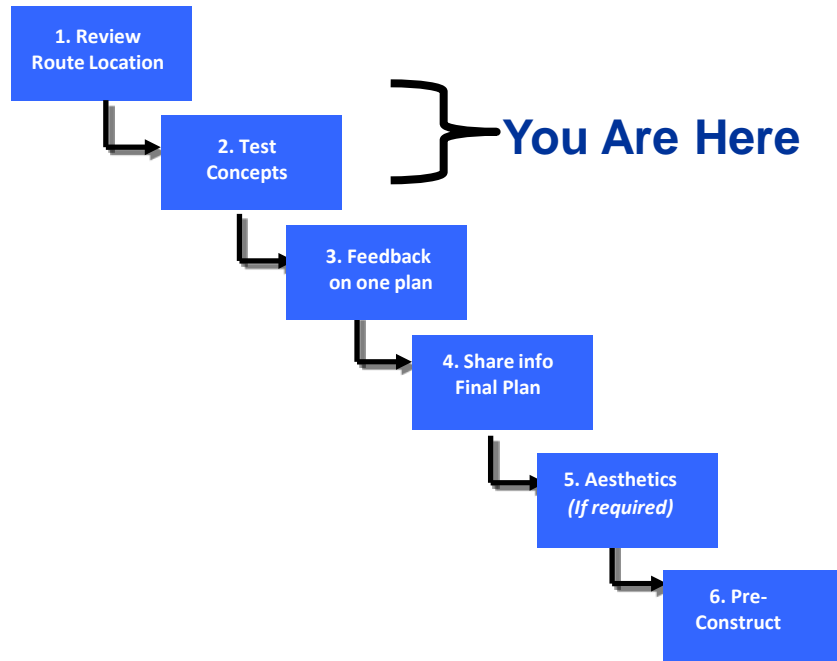 1. Review
Route Location
You Are Here
2. Test
Concepts
3. Feedback
on one plan
4. Share info
Final Plan
5. Aesthetics
(If required)
6. Pre-
Construct